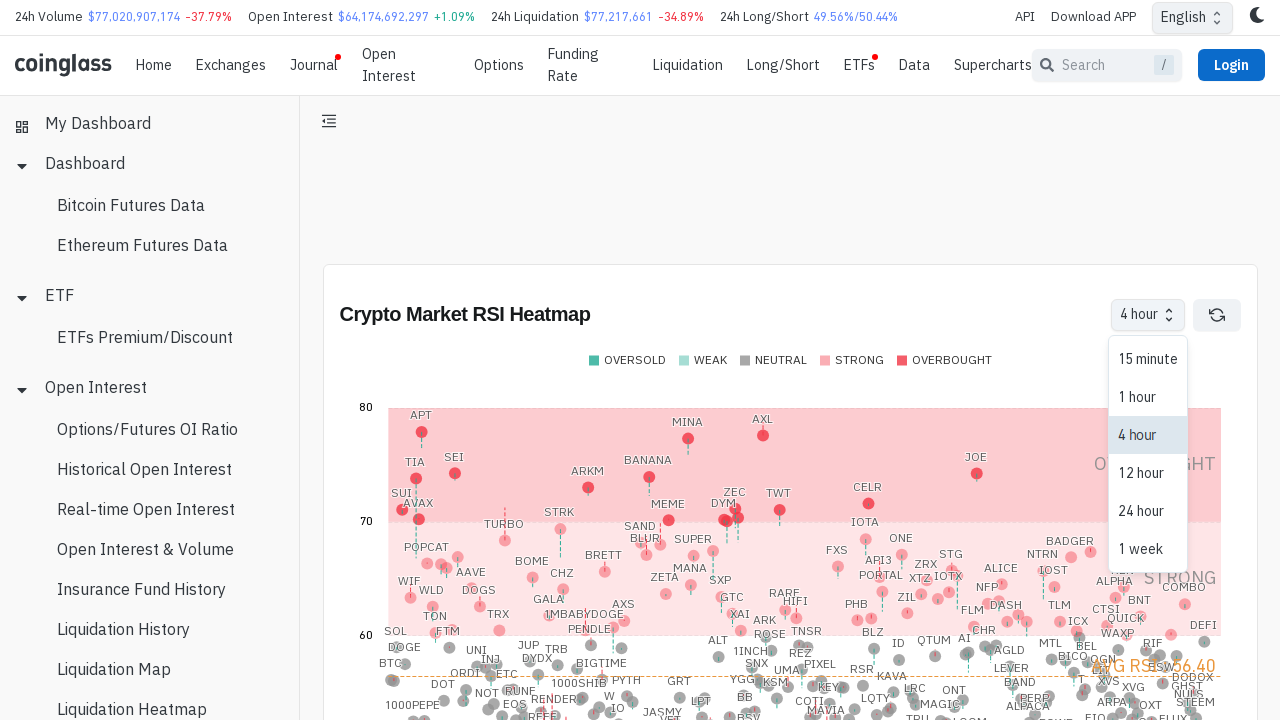 24h Volume $77,020,907,174 -37.79% Open Interest $64,174,692,297 +1.09% 24h Liquidation $77,217,661 -34.89% 24h Long/Short 49.56%/50.44% API Download APP English
coinglass Home Exchanges Journal Open Interest Options Funding Rate Liquidation Long/Short ETFs Data Supercharts Search / Login
My Dashboard
Dashboard
Bitcoin Futures Data
Ethereum Futures Data
ETF
ETFs Premium/Discount
Open Interest
Options/Futures OI Ratio
Historical Open Interest
Real-time Open Interest
Open Interest & Volume
Insurance Fund History
Liquidation History
Liquidation Map
Liquidation Heatmap
Crypto Market RSI Heatmap
4 hour
15 minute
1 hour
4 hour
12 hour
24 hour
1 week
OVERSOLD WEAK NEUTRAL STRONG OVERBOUGHT
80
APT MINA AXL
TIA SEI ARKM BANANA JOE
SUI AVAX MEME DYM ZEC TWT CELR
70
TURBO STRK SAND BLUR SUPER IOTA ONE BADGER
POPCAT BOME BRETT MANA FXS API3 ZRX STG NTRN
WIF AAVE CHZ ZETA SXP PORTAL XTZ IOTX ALICE IOST ALPHA COMBO
WLD DOGS GALA AXS GTC RARE HIFI PHB ZIL NFP DASH TLM CTSI BNT
TON TRX 1MBABYDOGE XAI ARK FLM ICX QUICK
STRONG
60
SOL FTM PENDLE ROSE TNSR BLZ CHR WAXP DEFI
DOGE UNI JUP TRB ALT 1INCH REZ ID QTUM AI AGLD MTL BEL RIF
BTC INJ DYDX BIGTIME SNX UMA PIXEL RSR LEVER BICO OGN BSW
AVG RSI: 56.40
DOT ORDI ETC 1000SHIB PYTH GRT YGG KSM KEY KAVA LRC BAND XVS XVG DODOX GHST
1000PEPE NOT RUNE EOS RENDER W IO LPT BB COTI LQTY MAGIC ONT PERP ALPACA ARPA STEEM
JASMY BSV MAVIA